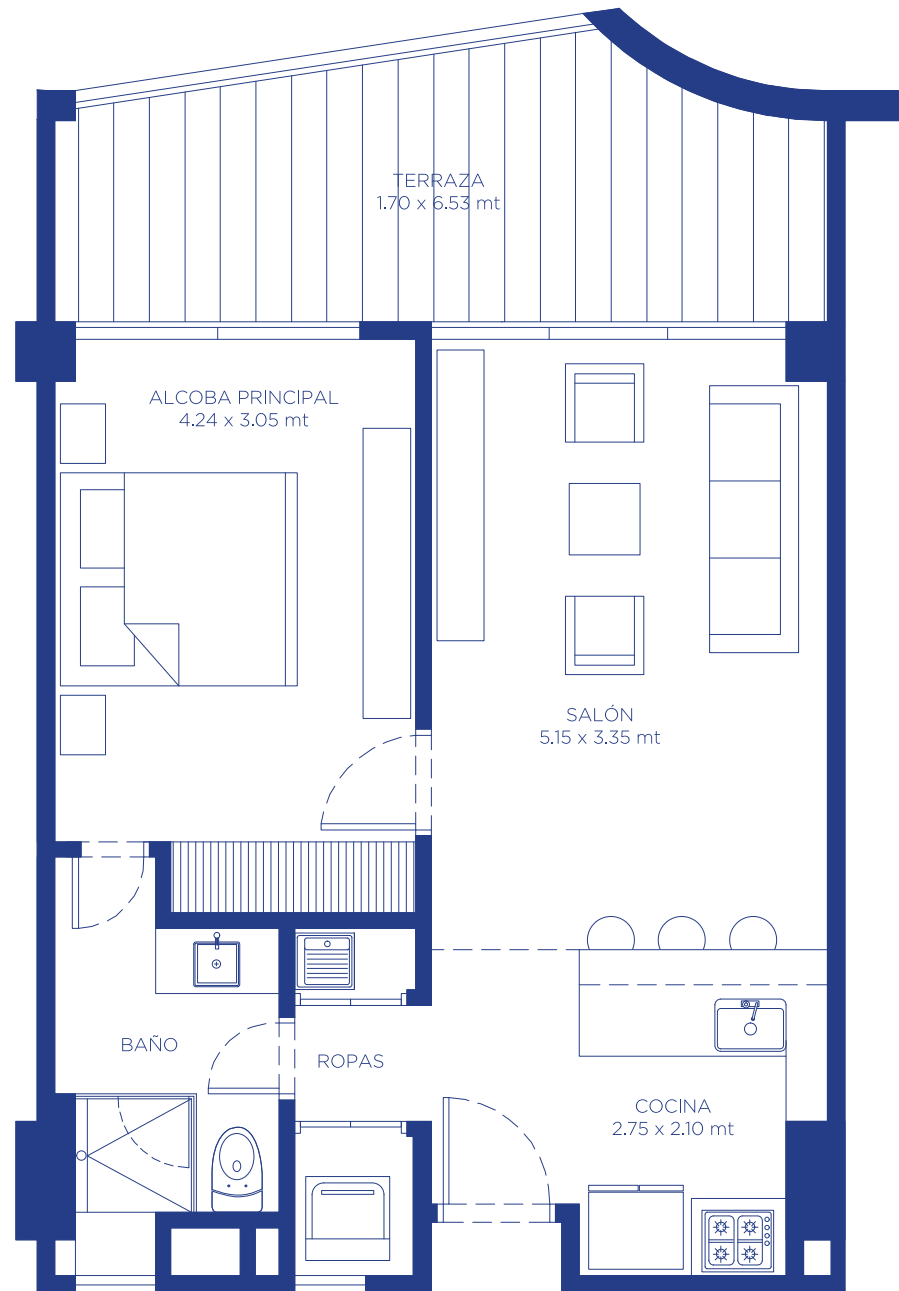 TERRAZA
1.70 x 6.53 mt
ALCOBA PRINCIPAL
4.24 x 3.05 mt
SALÓN
5.15 x 3.35 mt
BAÑO
ROPAS
COCINA
2.75 x 2.10 mt